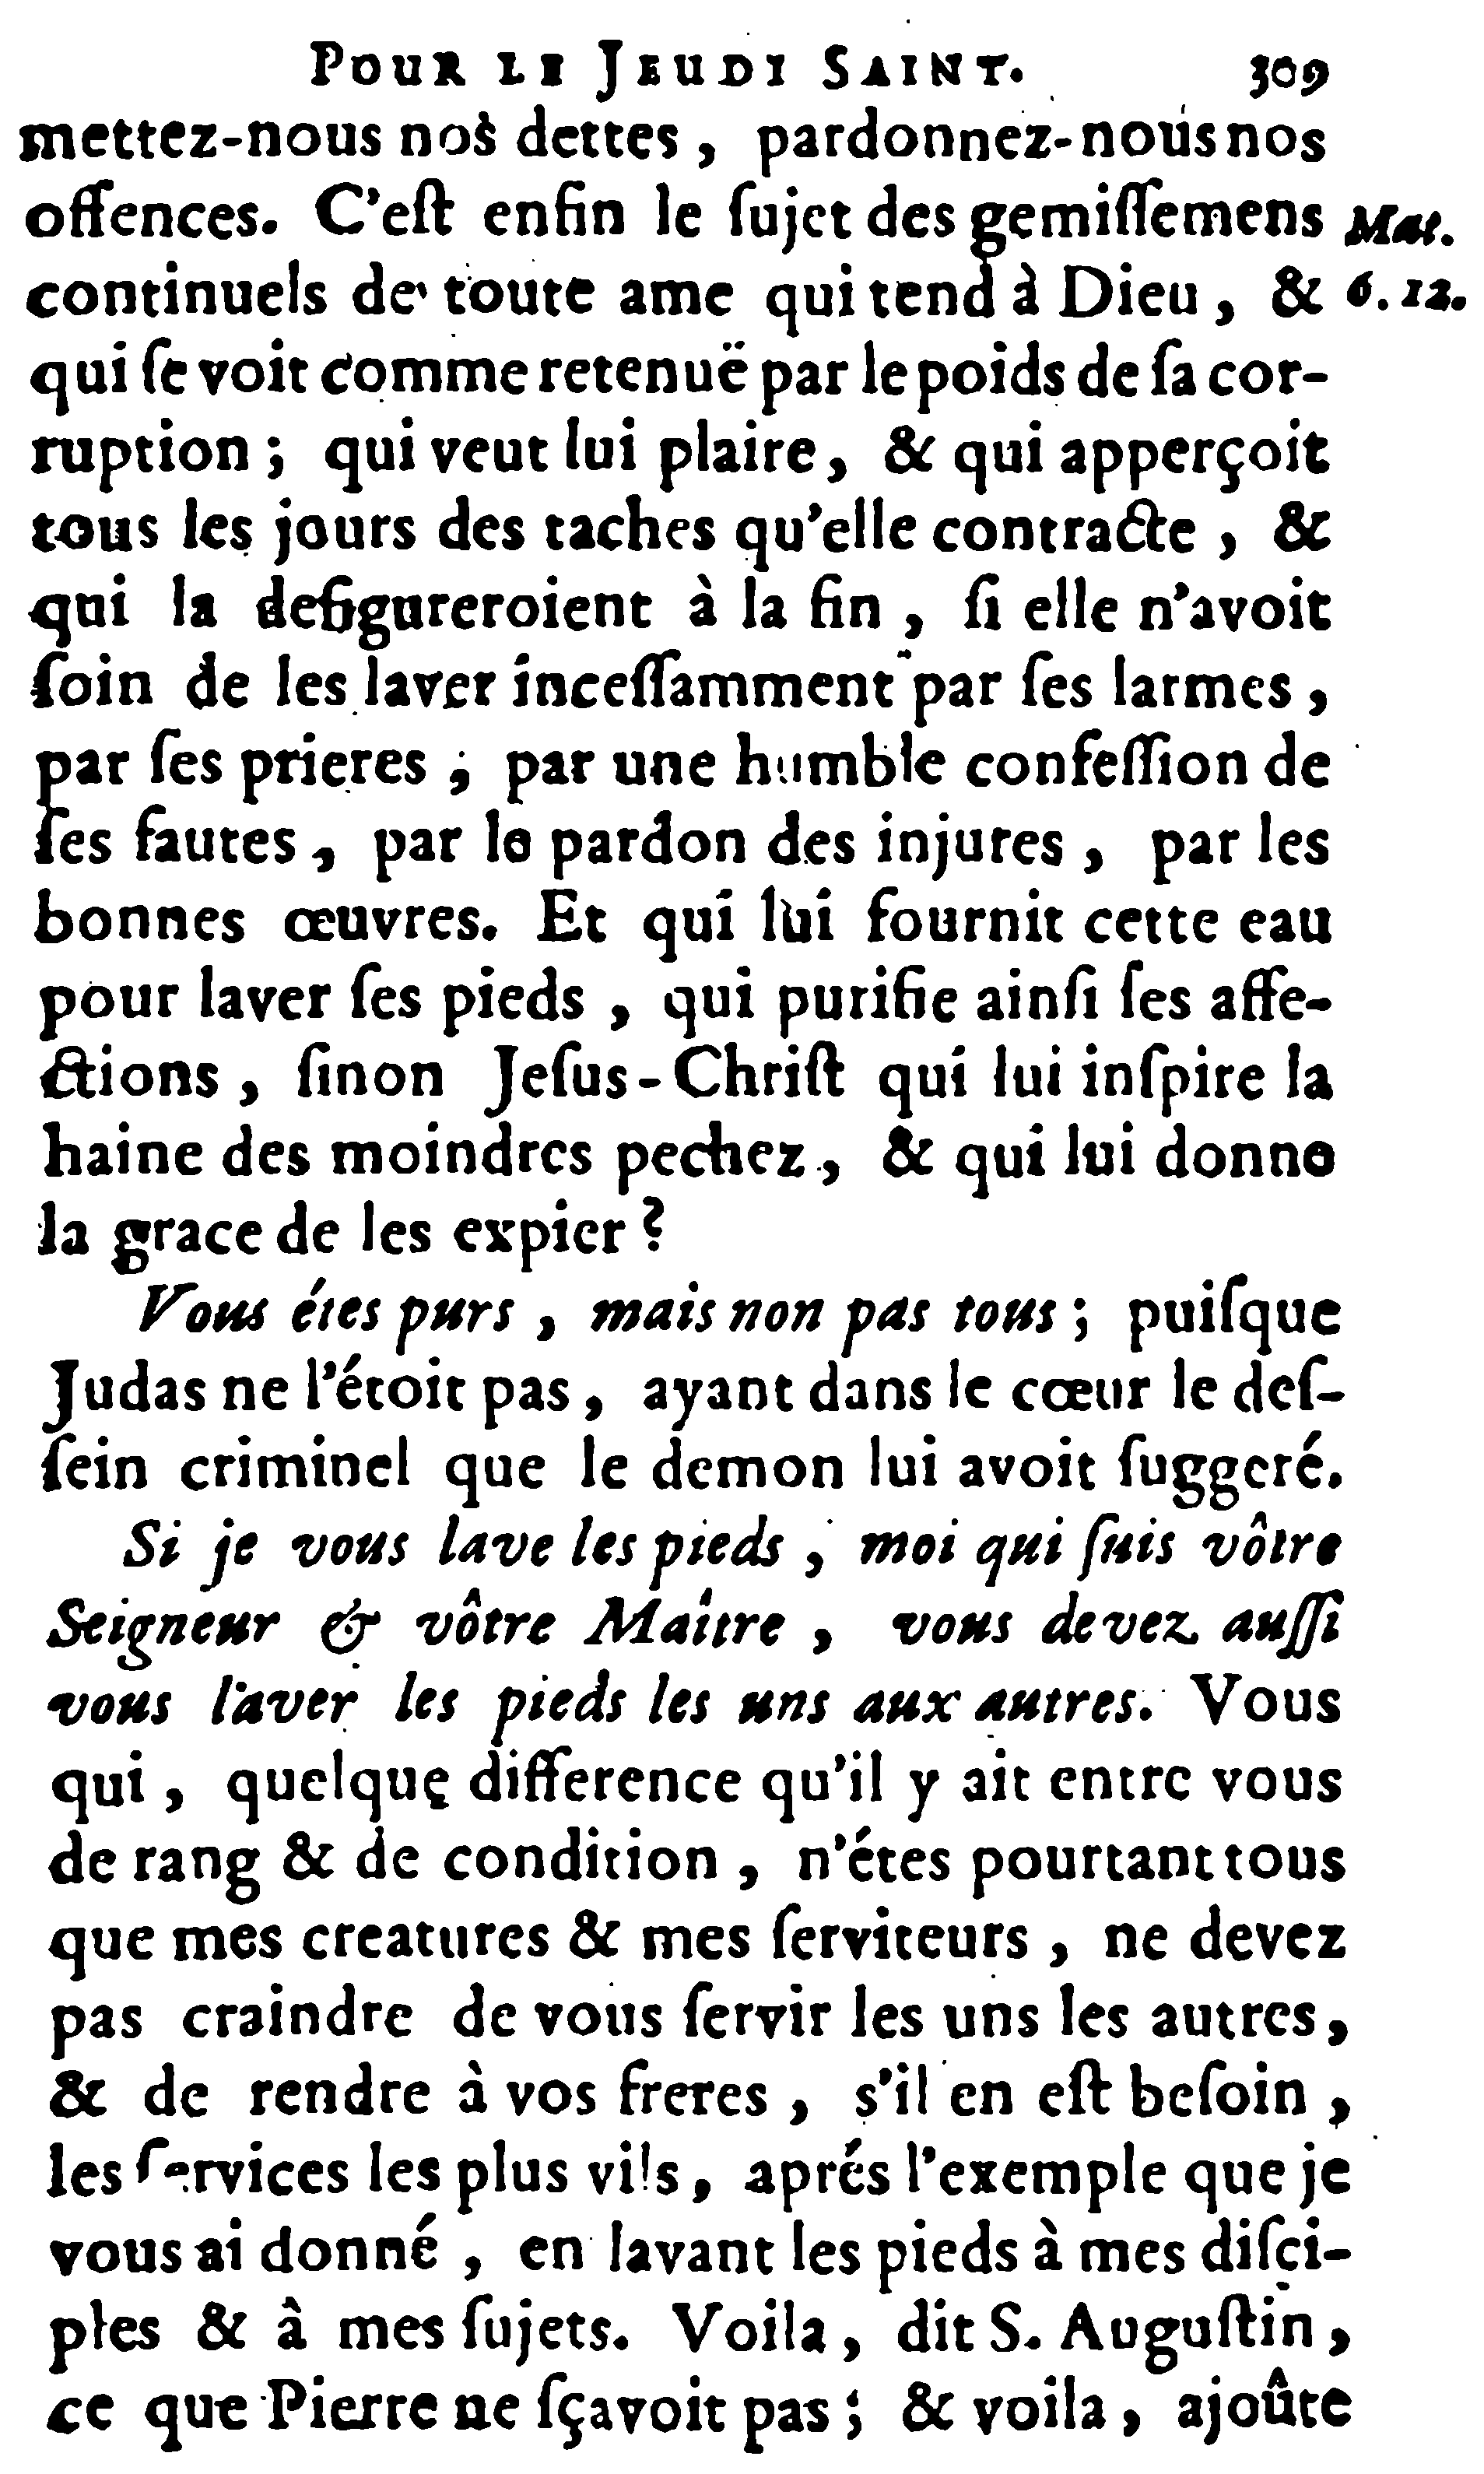 POUR LE JEUDI SAINT. 309
mettez-nous nos dettes, pardonnez-nous nos
offences. C'eſt enfin le ſujet des gemiſſemens
Mat.
continuels de toute ame qui tend à Dieu, &
6. 12.
qui ſe voit comme retenuë par le poids de ſa cor-
ruption; qui veut lui plaire, & qui apperçoit
tous les jours des taches qu'elle contracte, &
qui la defigureroient à la fin, ſi elle n'avoit
ſoin de les laver inceſſamment par ſes larmes,
par ſes prieres; par une humble confeſſion de
ſes fautes, par le pardon des injures, par les
bonnes œuvres. Et qui lui fournit cette eau
pour laver ſes pieds, qui purifie ainſi ſes affe-
ctions, ſinon Jeſus-Chriſt qui lui inſpire la
haine des moindres pechez, & qui lui donne
la grace de les expier?
Vous étes purs, mais non pas tous; puiſque
Judas ne l'étoit pas, ayant dans le cœur le deſ-
ſein criminel que le demon lui avoit ſuggeré.
Si je vous lave les pieds, moi qui ſuis vôtre
Seigneur & vôtre Maître, vous devez auſſi
vous laver les pieds les uns aux autres. Vous
qui, quelque difference qu'il y ait entre vous
de rang & de condition, n'étes pourtant tous
que mes creatures & mes ſerviteurs, ne devez
pas craindre de vous ſervir les uns les autres,
& de rendre à vos freres, s'il en eſt beſoin,
les ſervices les plus vils, aprés l'exemple que je
vous ai donné, en lavant les pieds à mes diſci-
ples & à mes ſujets. Voila, dit S. Auguſtin,
ce que Pierre ne ſçavoit pas; & voila, ajoûte